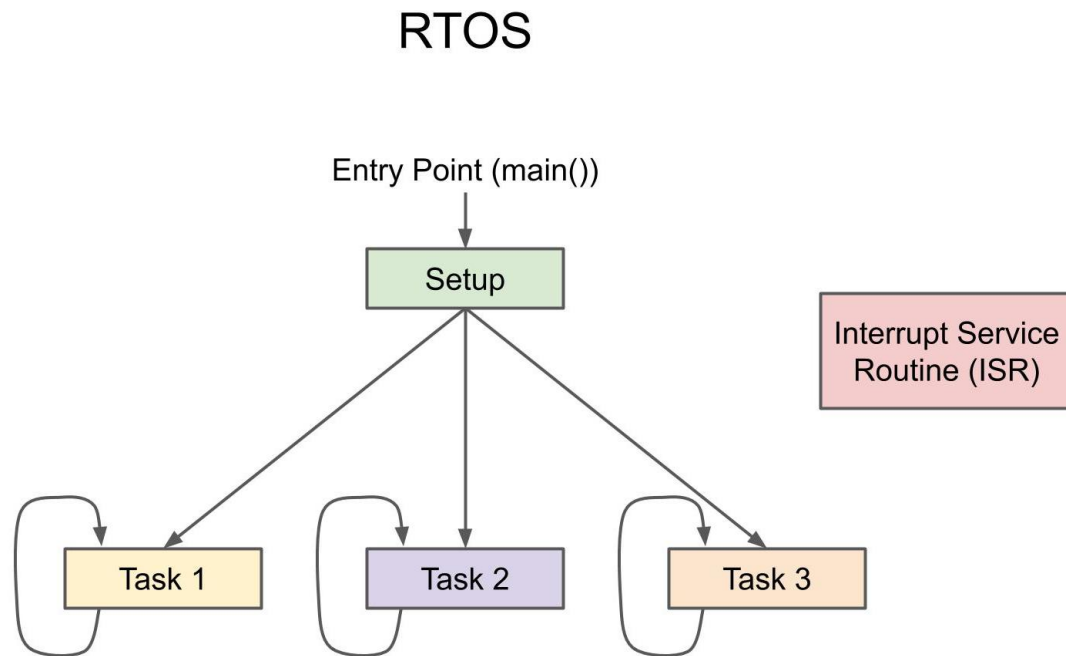 RTOS
Entry Point (main())
Setup
Interrupt Service
Routine (ISR)
Task 1
Task 2
Task 3